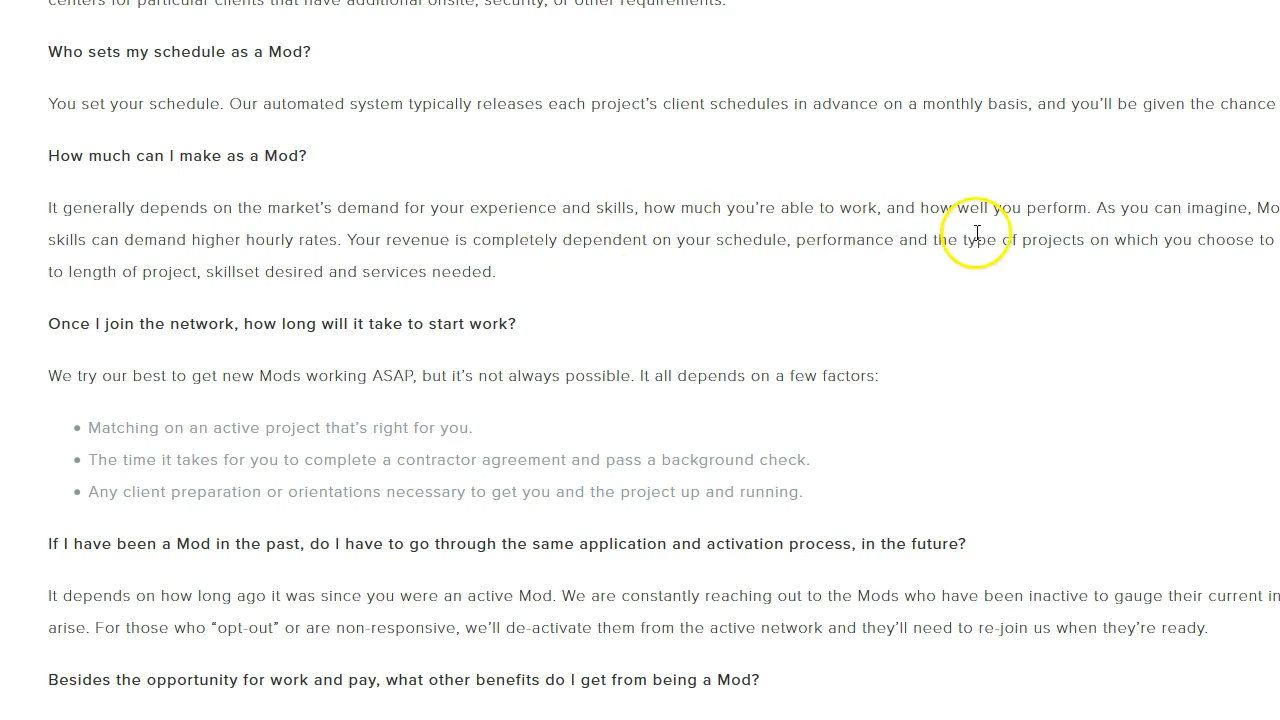 centers for particular clients that have additional onsite, security, or other requirements.
Who sets my schedule as a Mod?
You set your schedule. Our automated system typically releases each project’s client schedules in advance on a monthly basis, and you’ll be given the chance
How much can I make as a Mod?
It generally depends on the market’s demand for your experience and skills, how much you’re able to work, and how well you perform. As you can imagine, Mo
skills can demand higher hourly rates. Your revenue is completely dependent on your schedule, performance and the type of projects on which you choose to
to length of project, skillset desired and services needed.
Once I join the network, how long will it take to start work?
We try our best to get new Mods working ASAP, but it’s not always possible. It all depends on a few factors:
• Matching on an active project that’s right for you.
• The time it takes for you to complete a contractor agreement and pass a background check.
• Any client preparation or orientations necessary to get you and the project up and running.
If I have been a Mod in the past, do I have to go through the same application and activation process, in the future?
It depends on how long ago it was since you were an active Mod. We are constantly reaching out to the Mods who have been inactive to gauge their current in
arise. For those who “opt-out” or are non-responsive, we’ll de-activate them from the active network and they’ll need to re-join us when they’re ready.
Besides the opportunity for work and pay, what other benefits do I get from being a Mod?